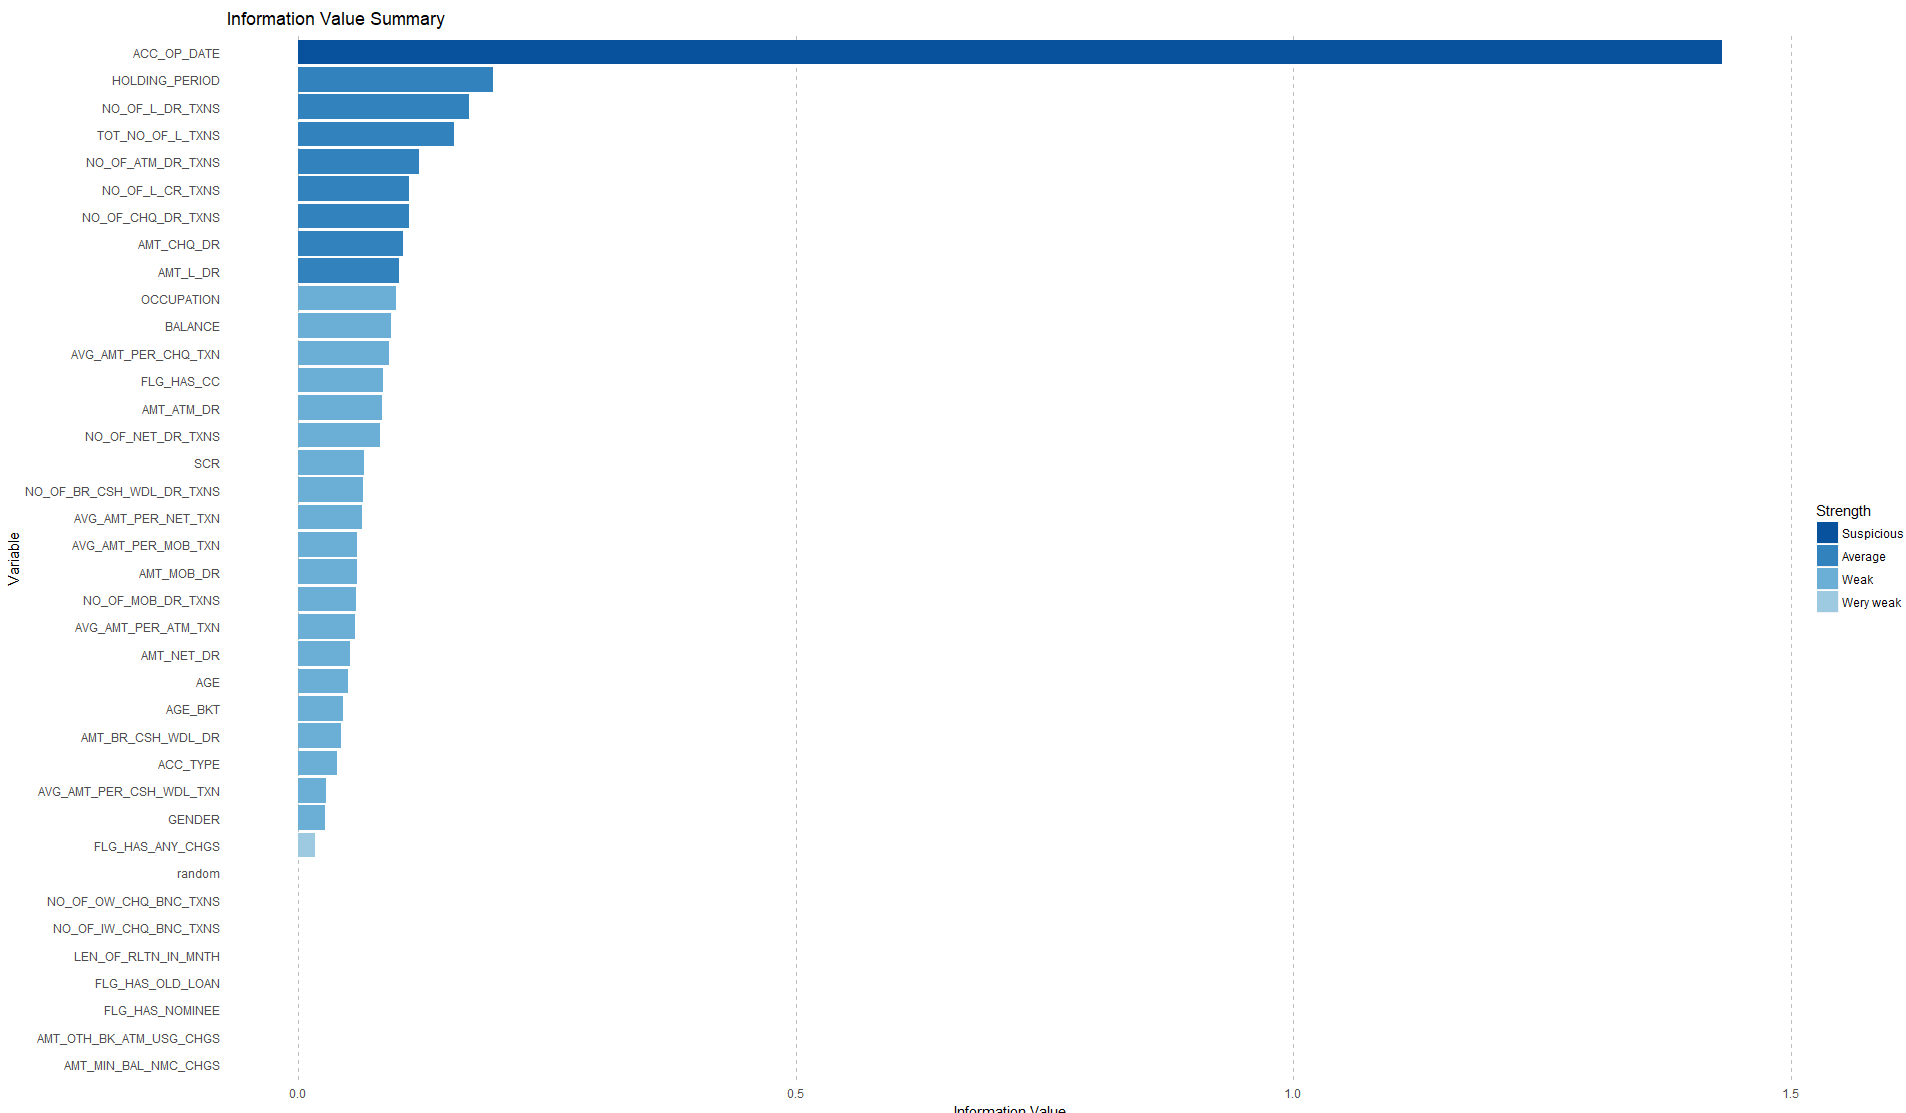 Information Value Summary
ACC_OP_DATE
HOLDING_PERIOD
NO_OF_L_DR_TXNS
TOT_NO_OF_L_TXNS
NO_OF_ATM_DR_TXNS
NO_OF_L_CR_TXNS
NO_OF_CHQ_DR_TXNS
AMT_CHQ_DR
AMT_L_DR
OCCUPATION
BALANCE
AVG_AMT_PER_CHQ_TXN
FLG_HAS_CC
AMT_ATM_DR
NO_OF_NET_DR_TXNS
SCR
NO_OF_BR_CSH_WDL_DR_TXNS
AVG_AMT_PER_NET_TXN
AVG_AMT_PER_MOB_TXN
AMT_MOB_DR
NO_OF_MOB_DR_TXNS
AVG_AMT_PER_ATM_TXN
AMT_NET_DR
AGE
AGE_BKT
AMT_BR_CSH_WDL_DR
ACC_TYPE
AVG_AMT_PER_CSH_WDL_TXN
GENDER
FLG_HAS_ANY_CHGS
random
NO_OF_OW_CHQ_BNC_TXNS
NO_OF_IW_CHQ_BNC_TXNS
LEN_OF_RLTN_IN_MNTH
FLG_HAS_OLD_LOAN
FLG_HAS_NOMINEE
AMT_OTH_BK_ATM_USG_CHGS
AMT_MIN_BAL_NMC_CHGS
Variable
0.0 0.5 1.0 1.5
Information Value
Strength
Suspicious
Average
Weak
Wery weak